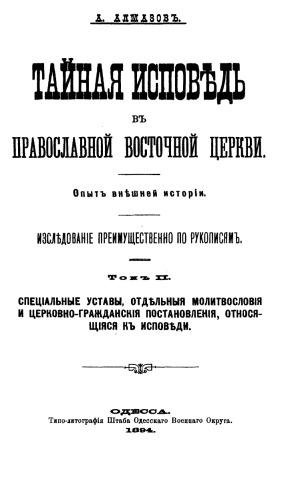 А. АЛМАЗОВЪ.
ТАЙНАЯ ИСПОВѢДЬ
ВЪ
ПРАВОСЛАВНОЙ ВОСТОЧНОЙ ЦЕРКВИ.
Опытъ внѣшней исторіи.
ИЗСЛѢДОВАНІЕ ПРЕИМУЩЕСТВЕННО ПО РУКОПИСЯМЪ.
Томъ II.
СПЕЦІАЛЬНЫЕ УСТАВЫ, ОТДѢЛЬНЫЯ МОЛИТВОСЛОВІЯ
И ЦЕРКОВНО-ГРАЖДАНСКІЯ ПОСТАНОВЛЕНІЯ, ОТНОСЯ-
ЩІЯСЯ КЪ ИСПОВѢДИ.
ОДЕССА.
Типо-литографія Штаба Одесскаго Военнаго Округа.
1894.